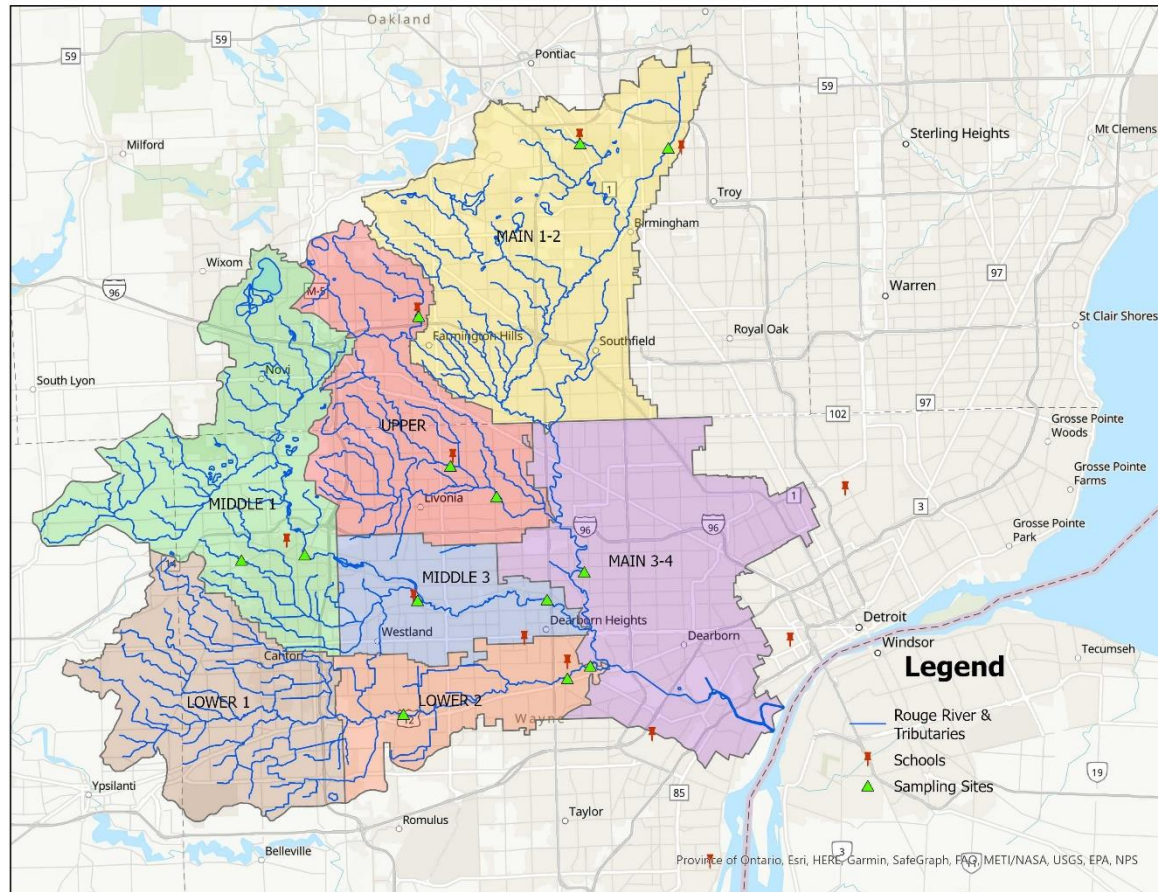 Oakland
59
59
Pontiac
59
Milford
Sterling Heights
Mt Clemens
1
Troy
Birmingham
MAIN 1-2
Wixom
96
M-5
97
Warren
St Clair Shores
Royal Oak
Farmington Hills
Southfield
Novi
South Lyon
97
102
Grosse Pointe
Woods
UPPER
Grosse Pointe
Farms
Livonia
MIDDLE 1
1
3
96
96
Grosse Pointe
Park
14
MIDDLE 3
MAIN 3-4
Detroit
Dearborn Heights
Westland
Dearborn
Windsor
Tecumseh
Canton
Legend
LOWER 1
LOWER 2
12
Wayne
Rouge River &
Tributaries
Schools
19
Ypsilanti
Sampling Sites
85
Taylor
Romulus
Belleville
3
Province of Ontario, Esri, HERE, Garmin, SafeGraph, FAO, METI/NASA, USGS, EPA, NPS